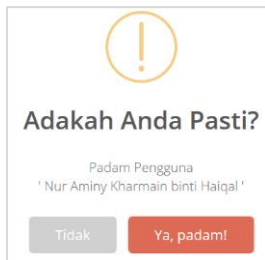 Adakah Anda Pasti?
Padam Pengguna
' Nur Aminy Kharmain binti Haiqal '
Tidak
Ya, padam!